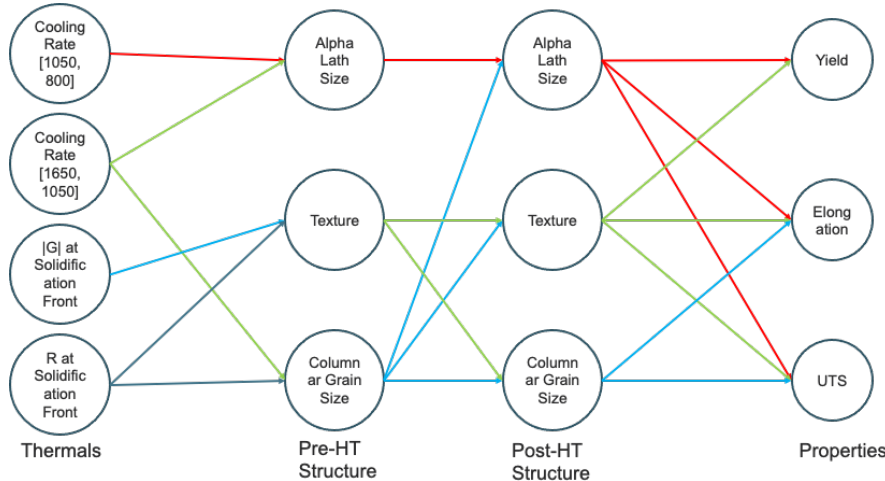 Cooling
Rate
[1050,
800]
Cooling
Rate
[1650,
1050]
|G| at
Solidific
ation
Front
R at
Solidific
ation
Front
Thermals
Alpha
Lath
Size
Texture
Column
ar Grain
Size
Pre-HT
Structure
Alpha
Lath
Size
Texture
Column
ar Grain
Size
Post-HT
Structure
Yield
Elong
ation
UTS
Properties